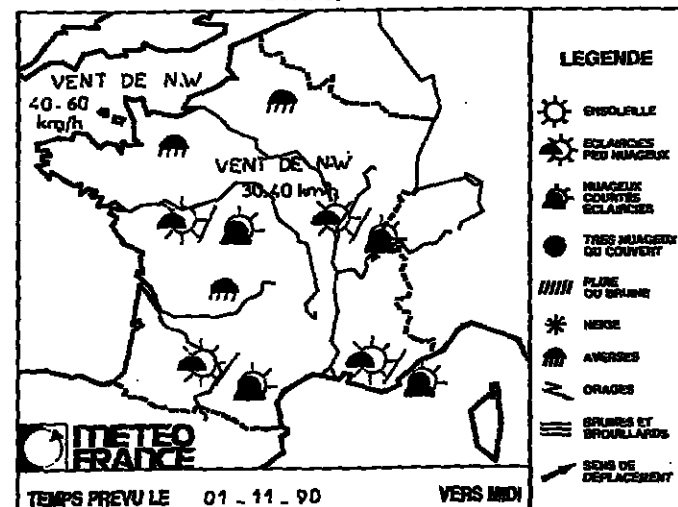 VENT DE N.W
40-60
km/h
VENT DE N.W
30.40 km/h
METEO
FRANCE
TEMPS PREVU LE 01-11-90 VERS MIDI
LEGENDE
ENSOLEILLE
ECLAIRCIES
PEU NUAGEUX
NUAGEUX
COURTES
ECLAIRCIES
TRES NUAGEUX
OU COUVERT
PLUIE
OU BRUINE
NEIGE
AVERSES
ORAGES
BRUMES ET
BROUILLARDS
SENS DE
DEPLACEMENT